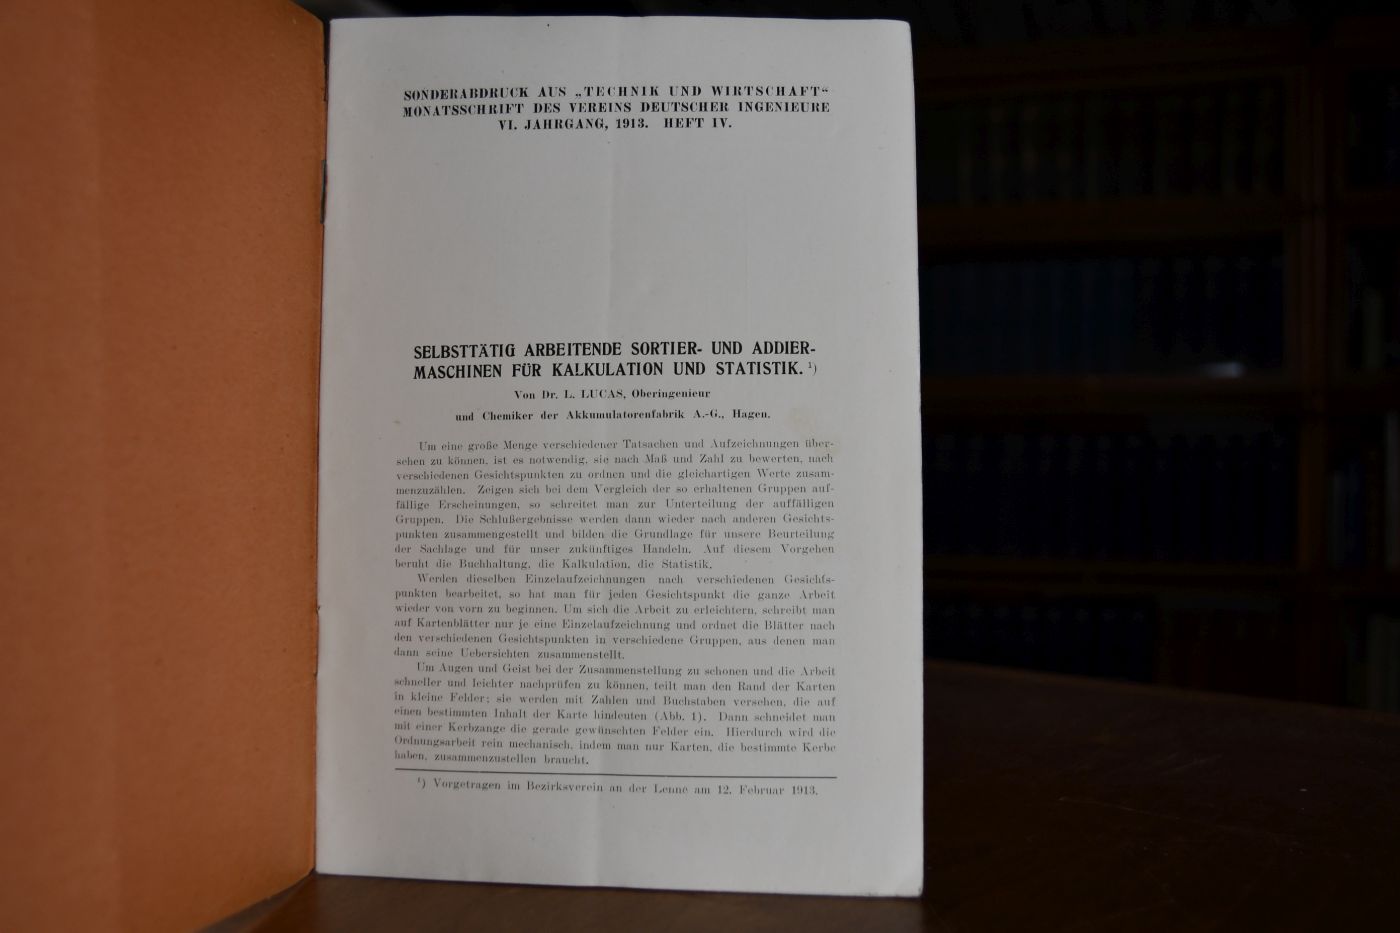 SONDERABDRUCK AUS „TECHNIK UND WIRTSCHAFT“
MONATSSCHRIFT DES VEREINS DEUTSCHER INGENIEURE
VI. JAHRGANG, 1913. HEFT IV.
SELBSTTÄTIG ARBEITENDE SORTIER- UND ADDIER-
MASCHINEN FÜR KALKULATION UND STATISTIK. ¹)
Von Dr. L. LUCAS, Oberingenieur
und Chemiker der Akkumulatorenfabrik A.-G., Hagen.
Um eine große Menge verschiedener Tatsachen und Aufzeichnungen über-
sehen zu können, ist es notwendig, sie nach Maß und Zahl zu bewerten, nach
verschiedenen Gesichtspunkten zu ordnen und die gleichartigen Werte zusam-
menzuzählen. Zeigen sich bei dem Vergleich der so erhaltenen Gruppen auf-
fällige Erscheinungen, so schreitet man zur Unterteilung der auffälligen
Gruppen. Die Schlußergebnisse werden dann wieder nach anderen Gesichts-
punkten zusammengestellt und bilden die Grundlage für unsere Beurteilung
der Sachlage und für unser zukünftiges Handeln. Auf diesem Vorgehen
beruht die Buchhaltung, die Kalkulation, die Statistik.
Werden dieselben Einzelaufzeichnungen nach verschiedenen Gesichts-
punkten bearbeitet, so hat man für jeden Gesichtspunkt die ganze Arbeit
wieder von vorn zu beginnen. Um sich die Arbeit zu erleichtern, schreibt man
auf Kartenblätter nur je eine Einzelaufzeichnung und ordnet die Blätter nach
den verschiedenen Gesichtspunkten in verschiedene Gruppen, aus denen man
dann seine Uebersichten zusammenstellt.
Um Augen und Geist bei der Zusammenstellung zu schonen und die Arbeit
schneller und leichter nachprüfen zu können, teilt man den Rand der Karten
in kleine Felder; sie werden mit Zahlen und Buchstaben versehen, die auf
einen bestimmten Inhalt der Karte hindeuten (Abb. 1). Dann schneidet man
mit einer Kerbzange die gerade gewünschten Felder ein. Hierdurch wird die
Ordnungsarbeit rein mechanisch, indem man nur Karten, die bestimmte Kerbe
haben, zusammenzustellen braucht.
¹) Vorgetragen im Bezirksverein an der Lenne am 12. Februar 1913.